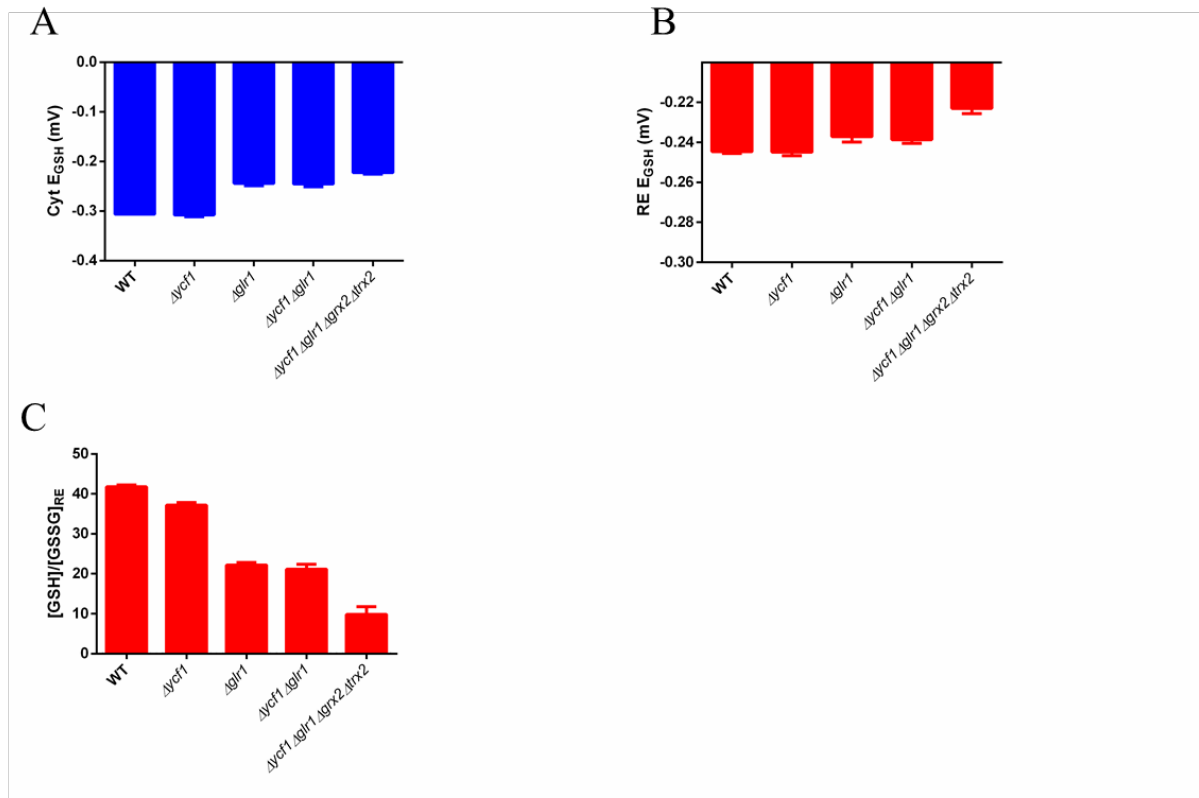 A
Cyt EGSH (mV)
0.0
-0.1
-0.2
-0.3
-0.4
WT
Δycf1
Δglr1
Δycf1 Δglr1
Δycf1 Δglr1 Δgrx2 Δtrx2
B
RE EGSH (mV)
-0.22
-0.24
-0.26
-0.28
-0.30
WT
Δycf1
Δglr1
Δycf1 Δglr1
Δycf1 Δglr1 Δgrx2 Δtrx2
C
[GSH]/[GSSG]RE
50
40
30
20
10
0
WT
Δycf1
Δglr1
Δycf1 Δglr1
Δycf1 Δglr1 Δgrx2 Δtrx2